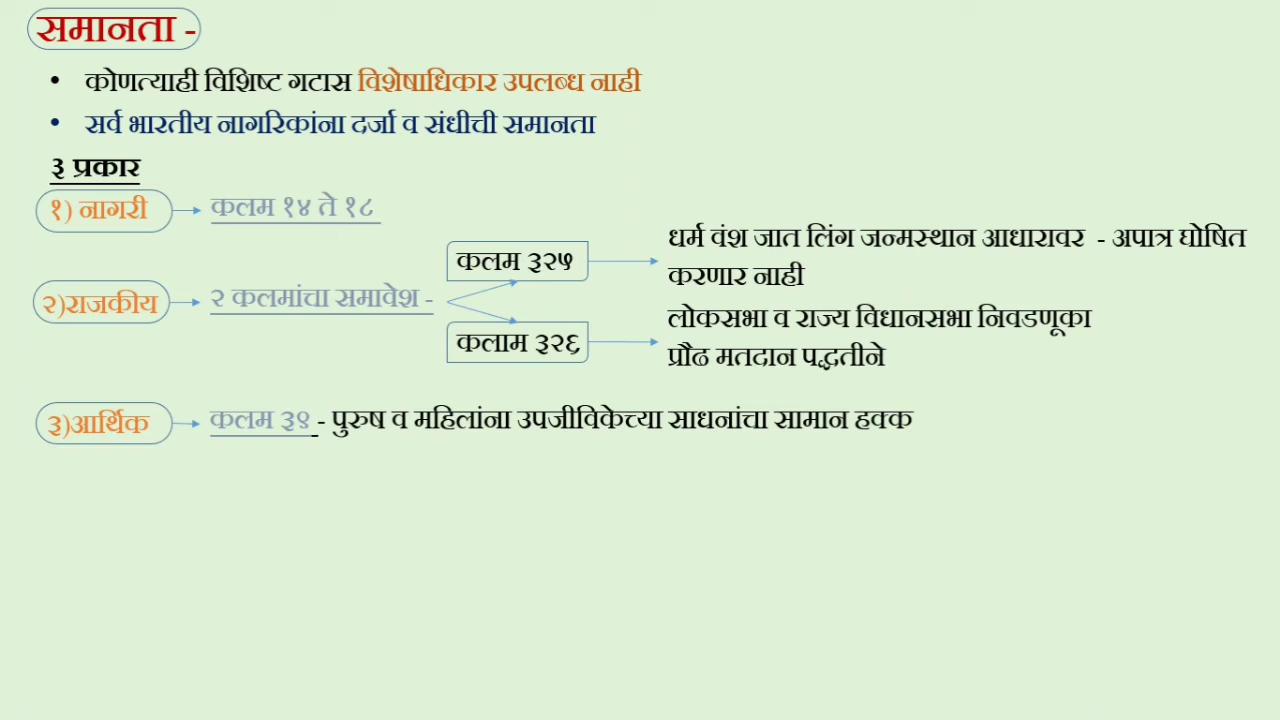 समानता -
• कोणत्याही विशिष्ट गटास विशेषाधिकार उपलब्ध नाही
• सर्व भारतीय नागरिकांना दर्जा व संधीची समानता
३ प्रकार
१) नागरी
कलम १४ ते १८
२)राजकीय
२ कलमांचा समावेश -
कलम ३२५
धर्म वंश जात लिंग जन्मस्थान आधारावर - अपात्र घोषित
करणार नाही
कलाम ३२६
लोकसभा व राज्य विधानसभा निवडणूका
प्रौढ मतदान पद्धतीने
३)आर्थिक
कलम ३९ - पुरुष व महिलांना उपजीविकेच्या साधनांचा सामान हक्क